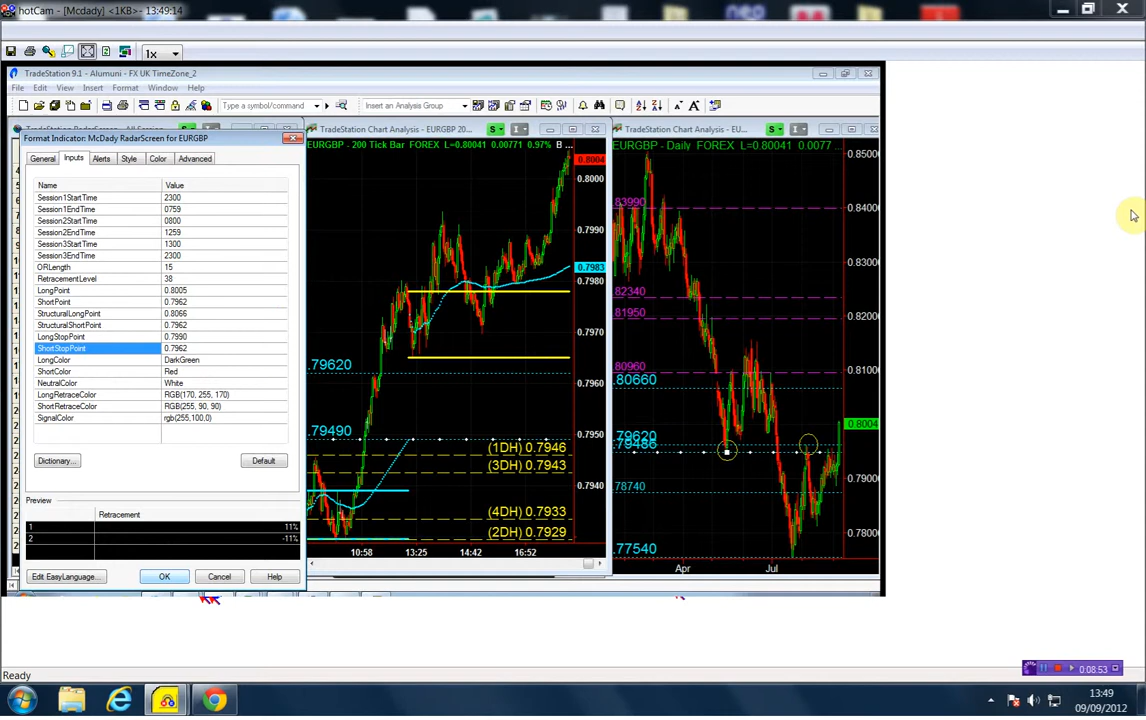 hotCam - [Mcdady] <1KB> - 13:49:14
1x
TradeStation 9.1 - Alumuni - FX UK TimeZone_2
File Edit View Insert Format Window Help
Type a symbol/command
Insert an Analysis Group
Format Indicator: McDady RadarScreen for EURGBP
General Inputs Alerts Style Color Advanced
Name Value
Session1StartTime 2300
Session1EndTime 0759
Session2StartTime 0800
Session2EndTime 1259
Session3StartTime 1300
Session3EndTime 2300
ORLength 15
RetracementLevel 38
LongPoint 0.8005
ShortPoint 0.7962
StructuralLongPoint 0.8066
StructuralShortPoint 0.7962
LongStopPoint 0.7990
ShortStopPoint 0.7962
LongColor DarkGreen
ShortColor Red
NeutralColor White
LongRetraceColor RGB(170, 255, 170)
ShortRetraceColor RGB(255, 90, 90)
SignalColor rgb(255,100,0)
Dictionary... Default
Preview
Retracement
1 11%
2 -11%
Edit EasyLanguage... OK Cancel Help
TradeStation Chart Analysis - EURGBP 20...
EURGBP - 200 Tick Bar FOREX L=0.80041 0.00771 0.97% B ...
0.8004
0.8000
0.7990
0.7983
0.7980
0.7970
.79620
0.7960
.79490
0.7950
(1DH) 0.7946
(3DH) 0.7943
0.7940
(4DH) 0.7933
(2DH) 0.7929
10:58 13:25 14:42 16:52
TradeStation Chart Analysis - EU...
EURGBP - Daily FOREX L=0.80041 0.0077
0.85000
.83990
0.84000
0.83000
.82340
0.82000
.81950
.80960
0.81000
.80660
0.8004
.79620
0.79000
.78740
0.78000
.77540
Apr Jul
Ready
0:08:53
13:49
09/09/2012